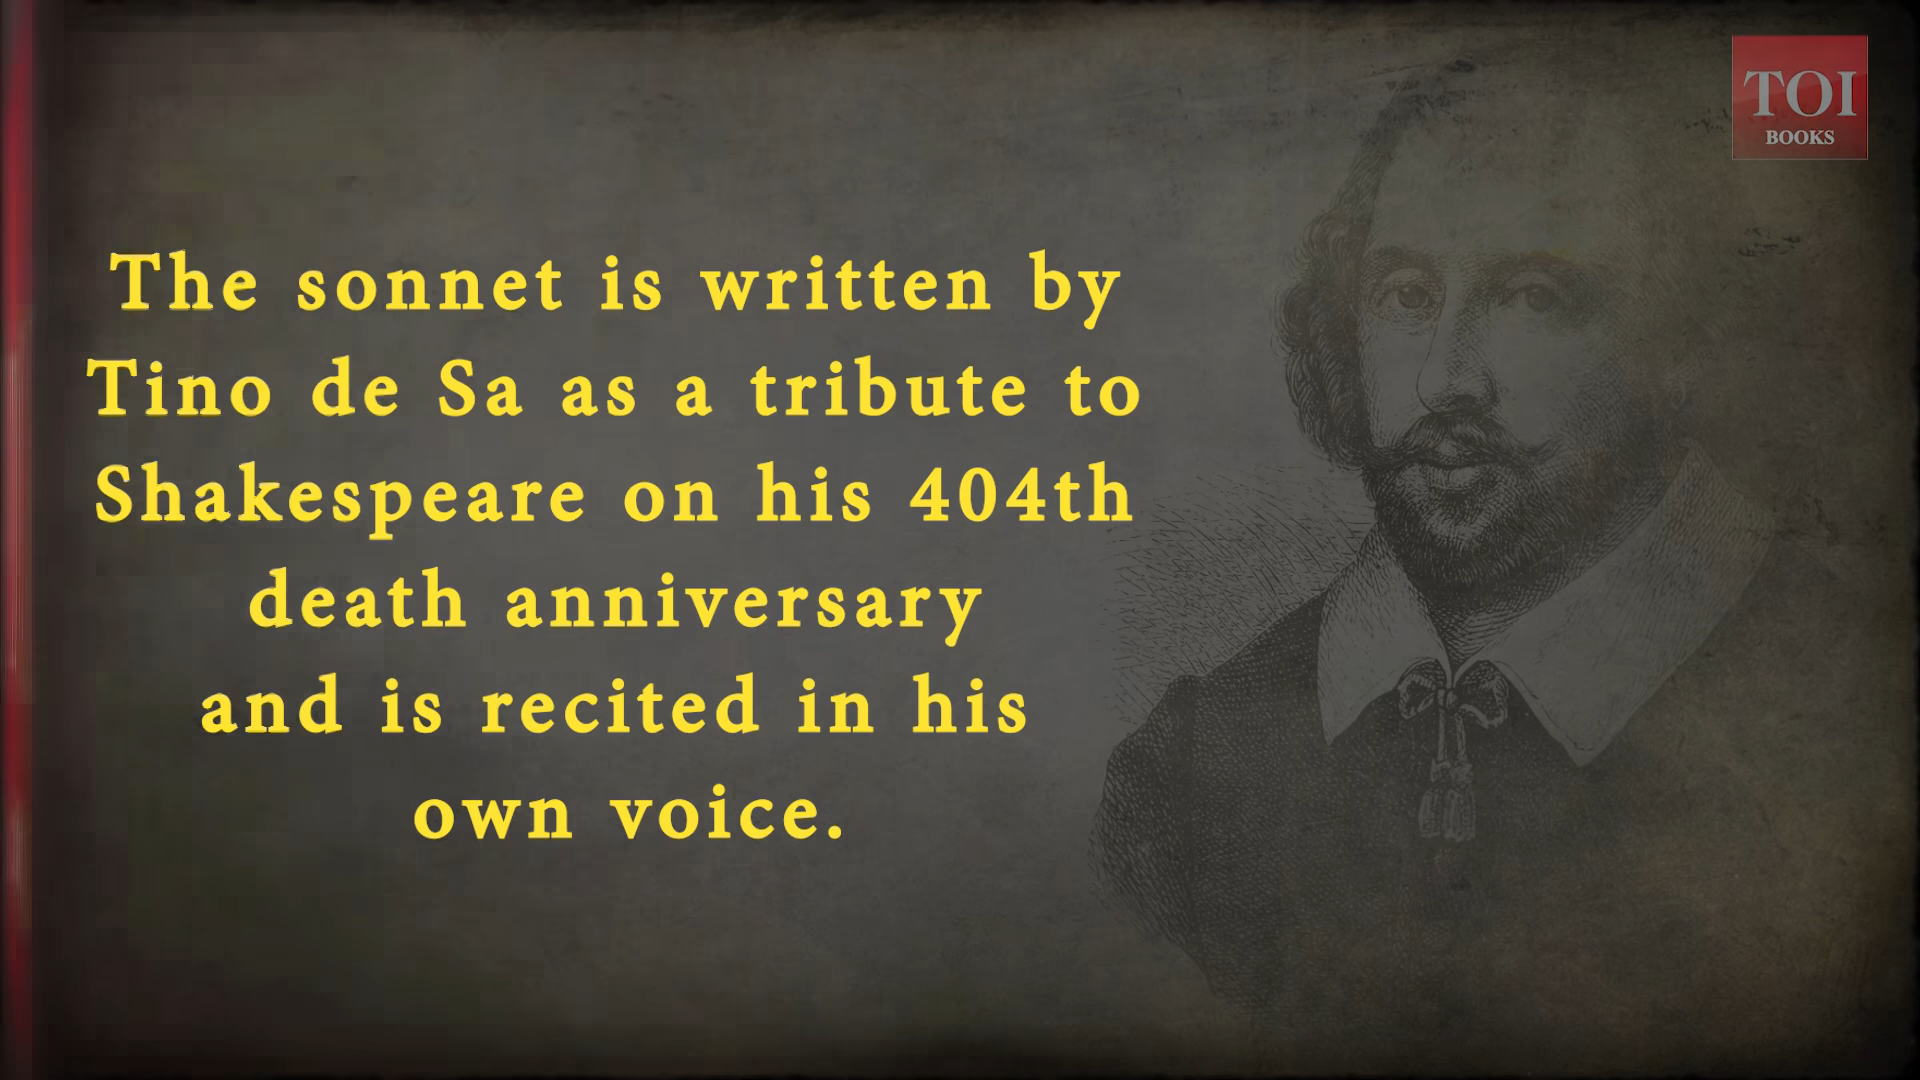 TOI
BOOKS
The sonnet is written by
Tino de Sa as a tribute to
Shakespeare on his 404th
death anniversary
and is recited in his
own voice.